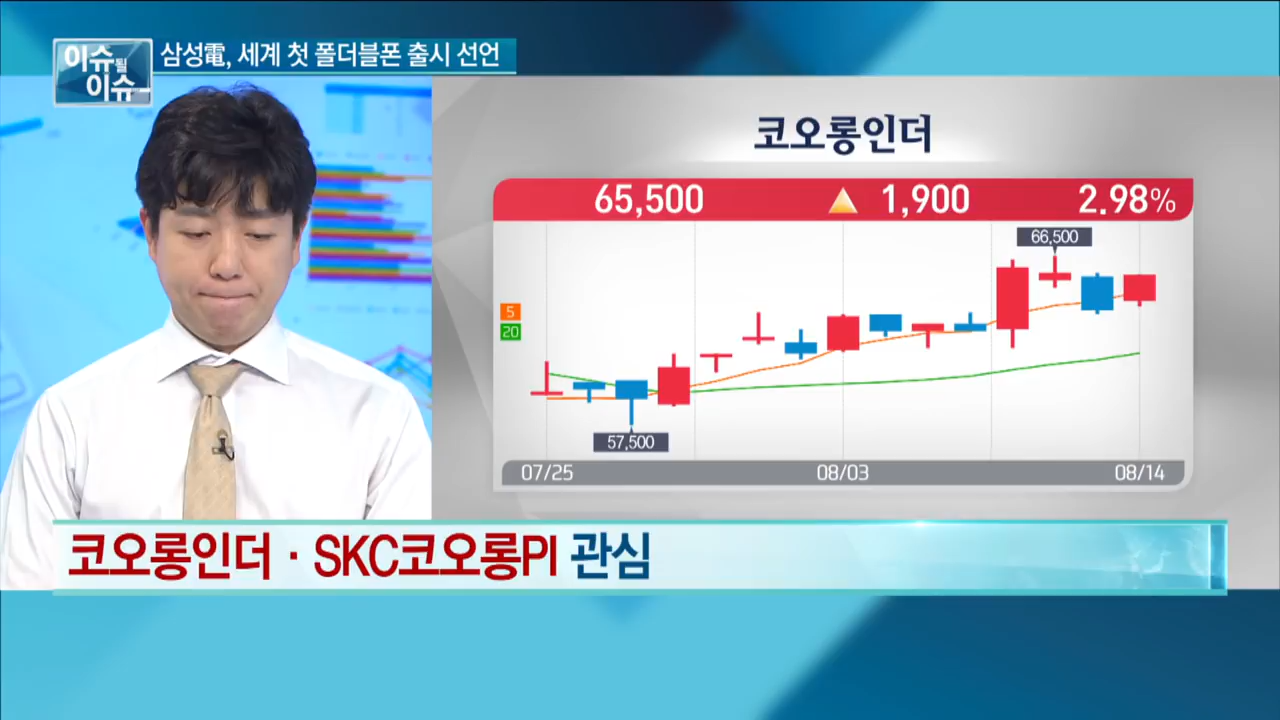 이슈될
이슈
삼성電, 세계 첫 폴더블폰 출시 선언
코오롱인더
65,500 ▲ 1,900 2.98%
66,500
5
20
57,500
07/25 08/03 08/14
코오롱인더 · SKC코오롱PI 관심